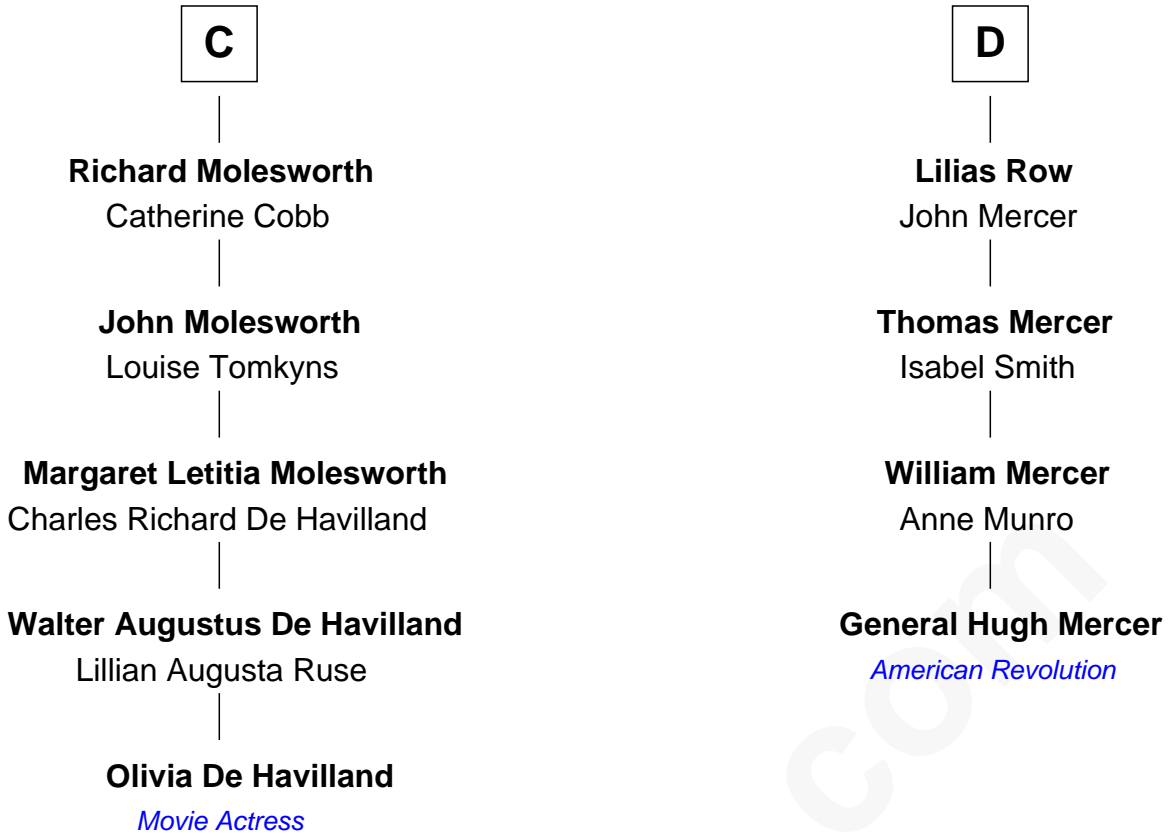 C
Richard Molesworth
Catherine Cobb
John Molesworth
Louise Tomkyns
Margaret Letitia Molesworth
Charles Richard De Havilland
Walter Augustus De Havilland
Lillian Augusta Ruse
Olivia De Havilland
Movie Actress
D
Lilias Row
John Mercer
Thomas Mercer
Isabel Smith
William Mercer
Anne Munro
General Hugh Mercer
American Revolution
com